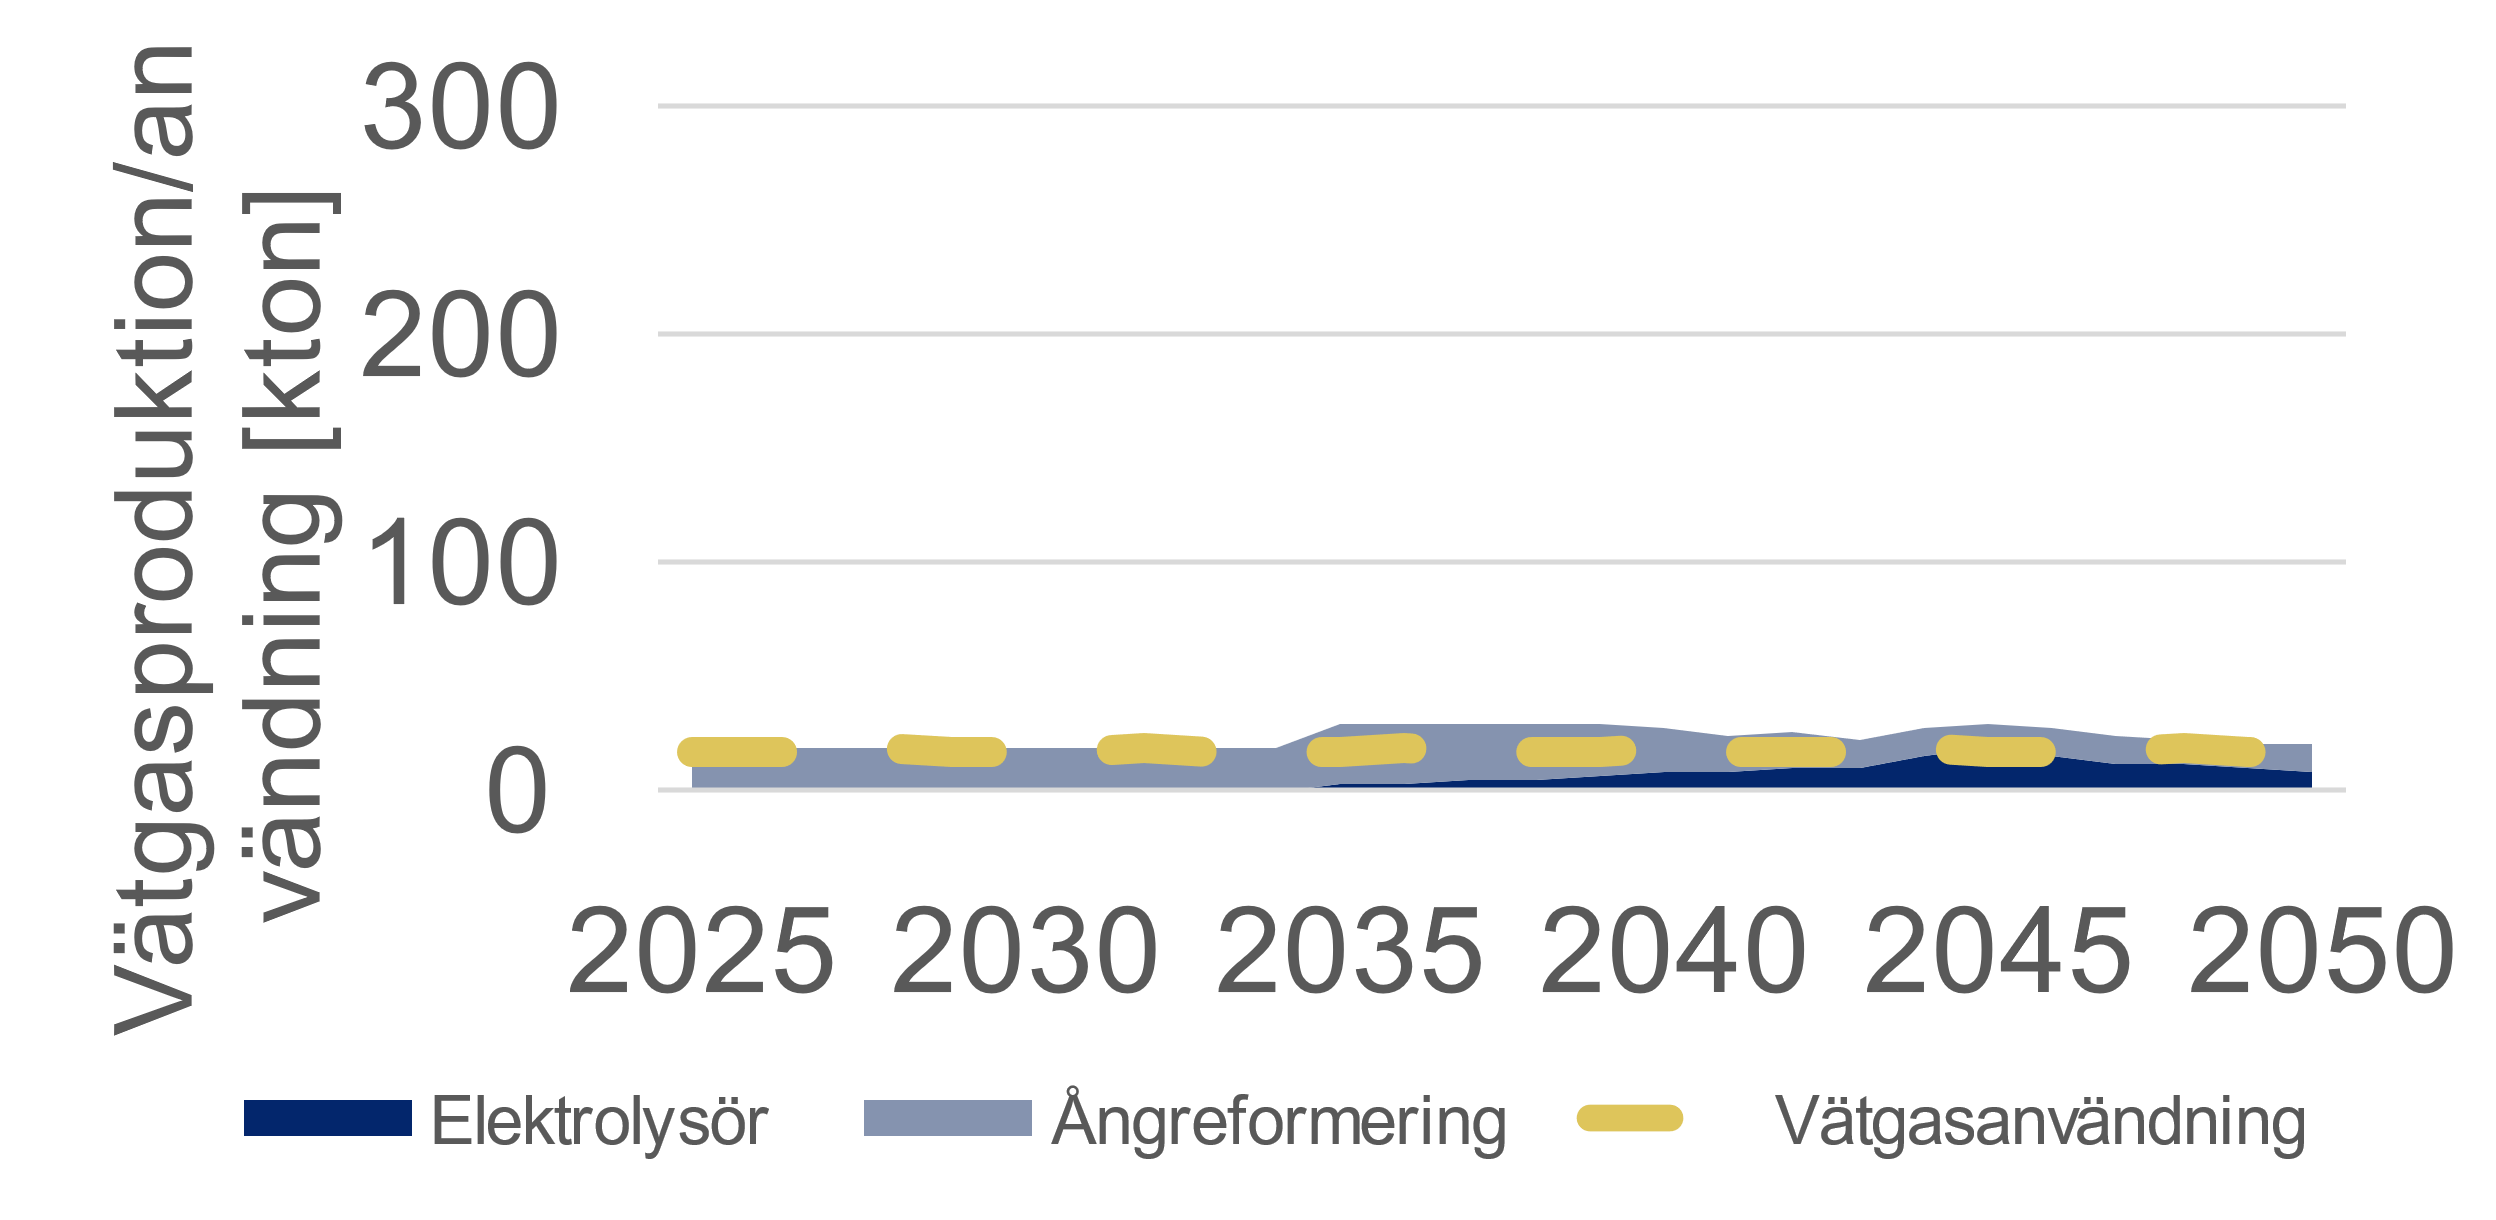 Vätgasproduktion/an
vändning [kton]
300
200
100
0
2025 2030 2035 2040 2045 2050
Elektrolysör Ångreformering Vätgasanvändning